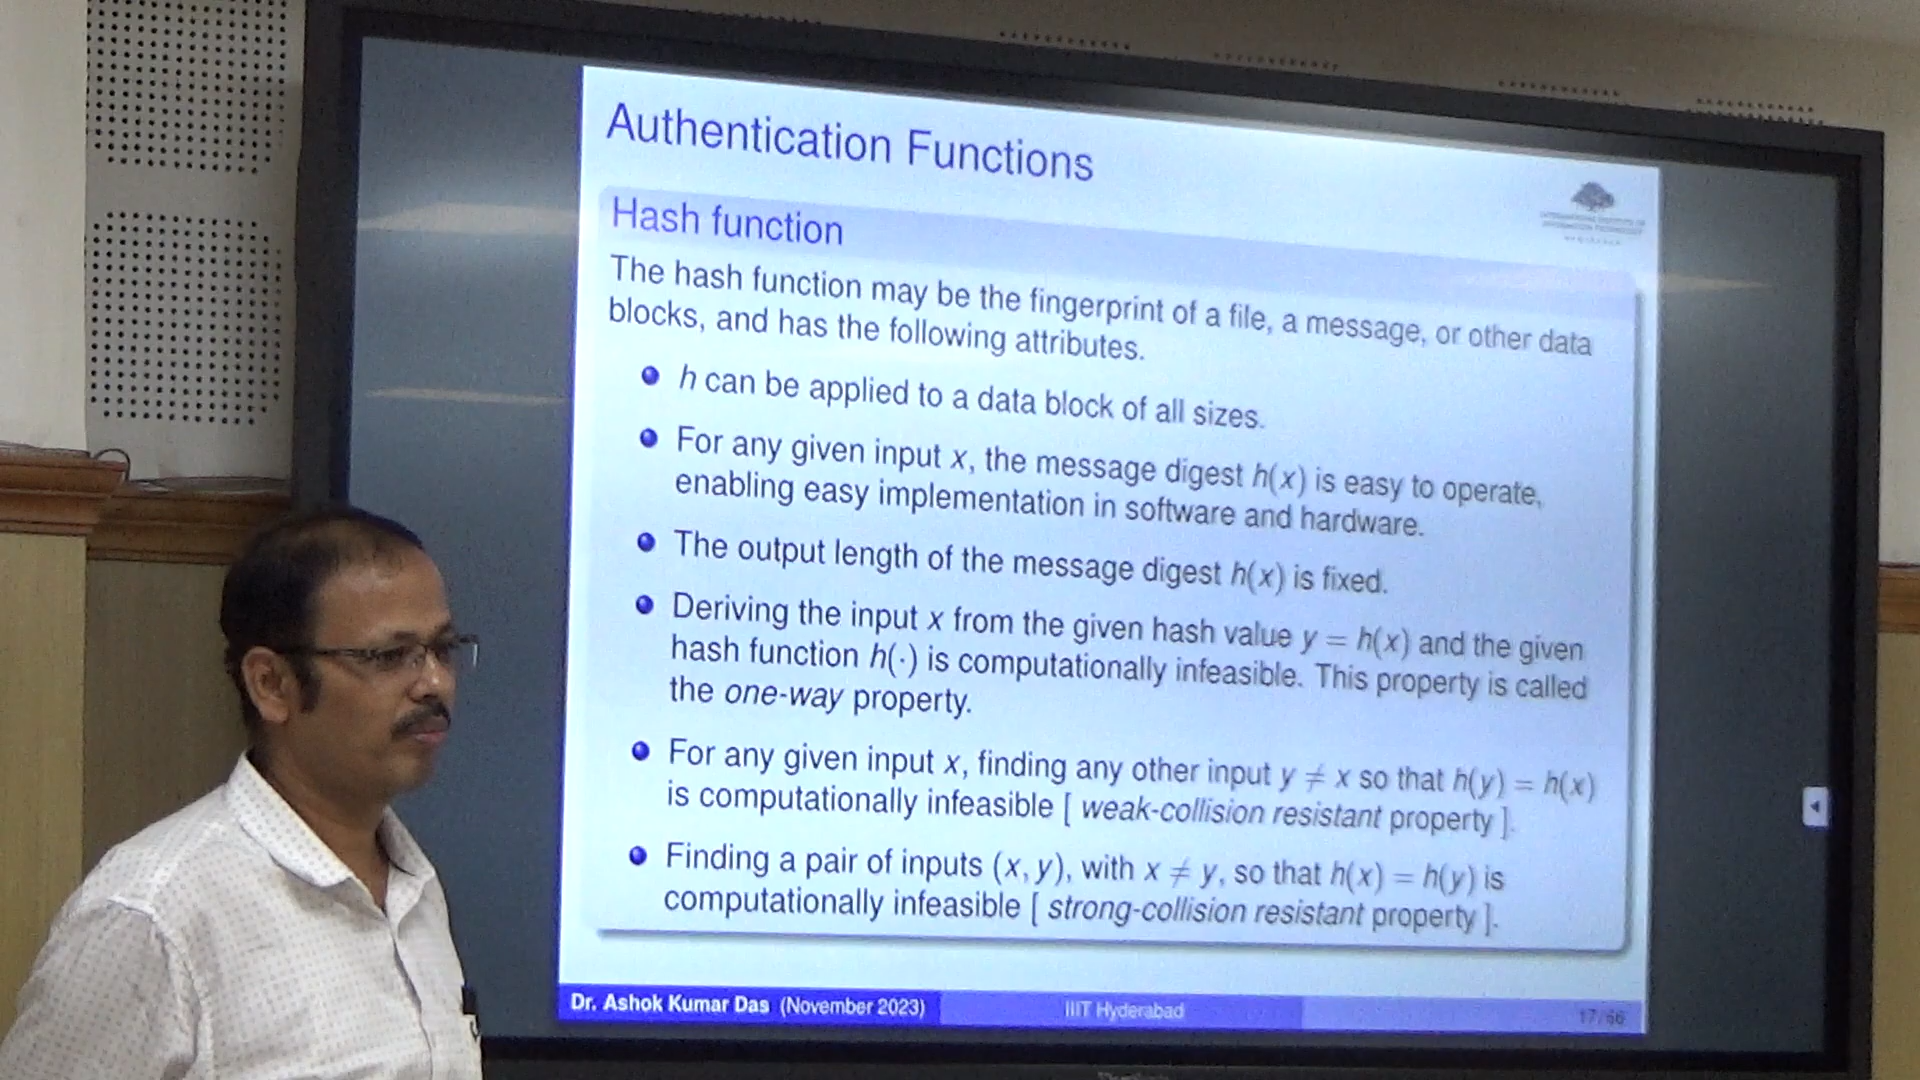 Authentication Functions
Hash function
The hash function may be the fingerprint of a file, a message, or other data
blocks, and has the following attributes.
h can be applied to a data block of all sizes.
For any given input x, the message digest h(x) is easy to operate,
enabling easy implementation in software and hardware.
The output length of the message digest h(x) is fixed.
Deriving the input x from the given hash value y = h(x) and the given
hash function h(·) is computationally infeasible. This property is called
the one-way property.
For any given input x, finding any other input y ≠ x so that h(y) = h(x)
is computationally infeasible [ weak-collision resistant property ].
Finding a pair of inputs (x, y), with x ≠ y, so that h(x) = h(y) is
computationally infeasible [ strong-collision resistant property ].
Dr. Ashok Kumar Das (November 2023) IIIT Hyderabad 17/66